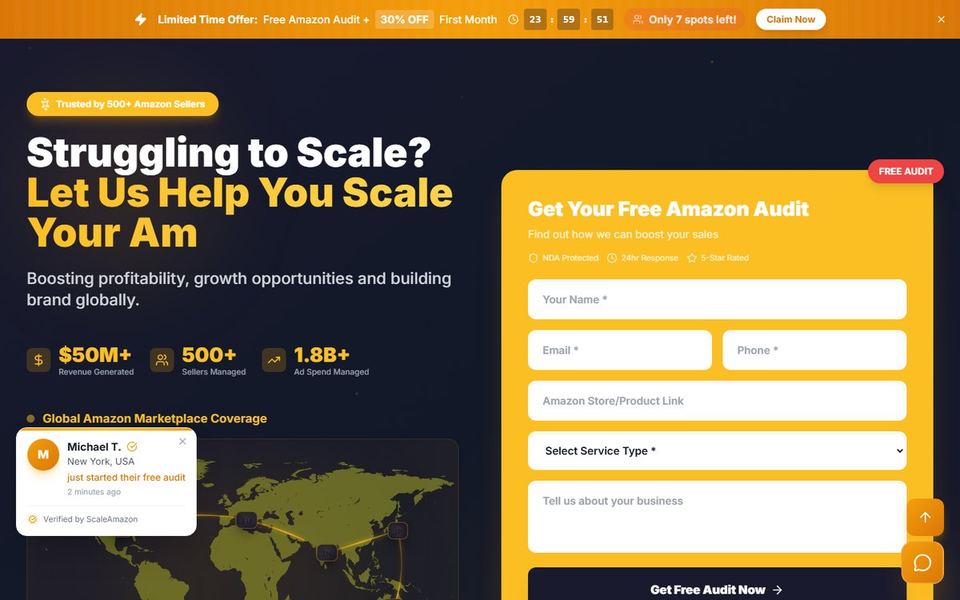 Limited Time Offer: Free Amazon Audit + 30% OFF First Month 23 : 59 : 51 Only 7 spots left! Claim Now
Trusted by 500+ Amazon Sellers
Struggling to Scale?
Let Us Help You Scale
Your Am
Boosting profitability, growth opportunities and building
brand globally.
$50M+
Revenue Generated
500+
Sellers Managed
1.8B+
Ad Spend Managed
Global Amazon Marketplace Coverage
M
Michael T.
New York, USA
just started their free audit
2 minutes ago
Verified by ScaleAmazon
FREE AUDIT
Get Your Free Amazon Audit
Find out how we can boost your sales
NDA Protected 24hr Response 5-Star Rated
Your Name *
Email * Phone *
Amazon Store/Product Link
Select Service Type *
Tell us about your business
Get Free Audit Now